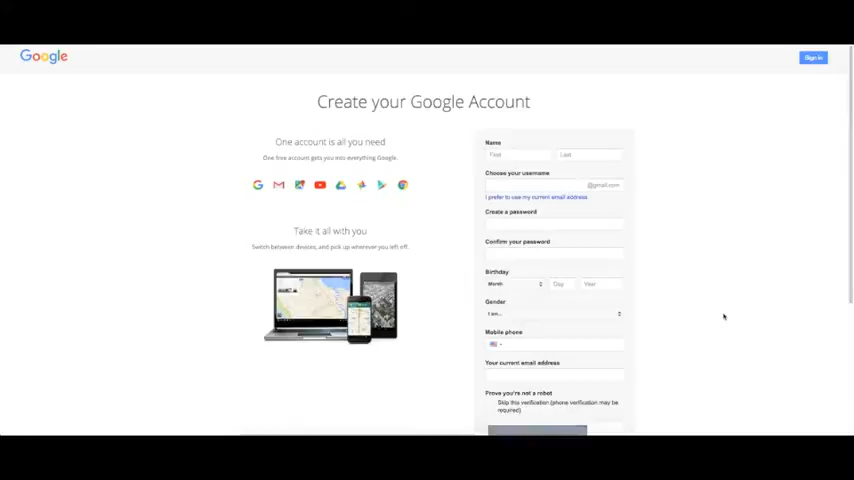 Google
Sign in
Create your Google Account
One account is all you need
One free account gets you into everything Google.
Take it all with you
Switch between devices, and pick up wherever you left off.
Name
First
Last
Choose your username
@gmail.com
I prefer to use my current email address
Create a password
Confirm your password
Birthday
Month
Day
Year
Gender
I am...
Mobile phone
Your current email address
Prove you're not a robot
Skip this verification (phone verification may be
required)